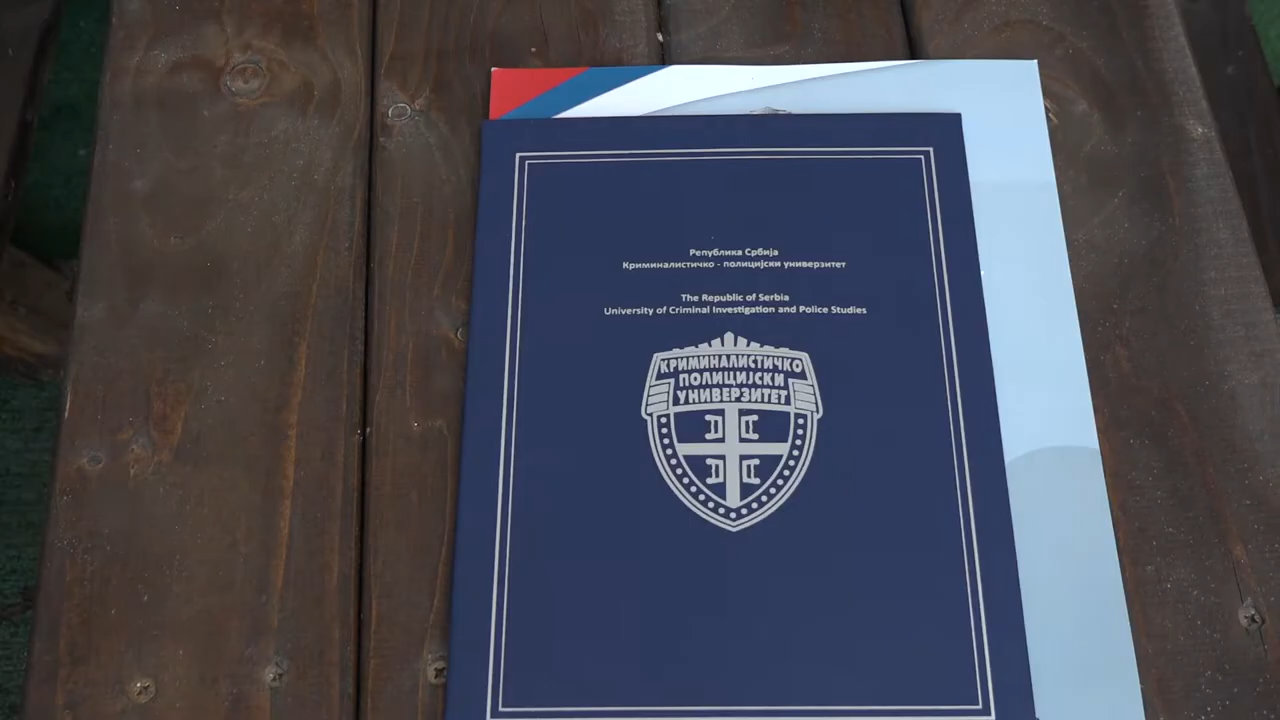 Република Србија
Криминалистичко - полицијски универзитет
The Republic of Serbia
University of Criminal Investigation and Police Studies
КРИМИНАЛИСТИЧКО
ПОЛИЦИЈСКИ
УНИВЕРЗИТЕТ